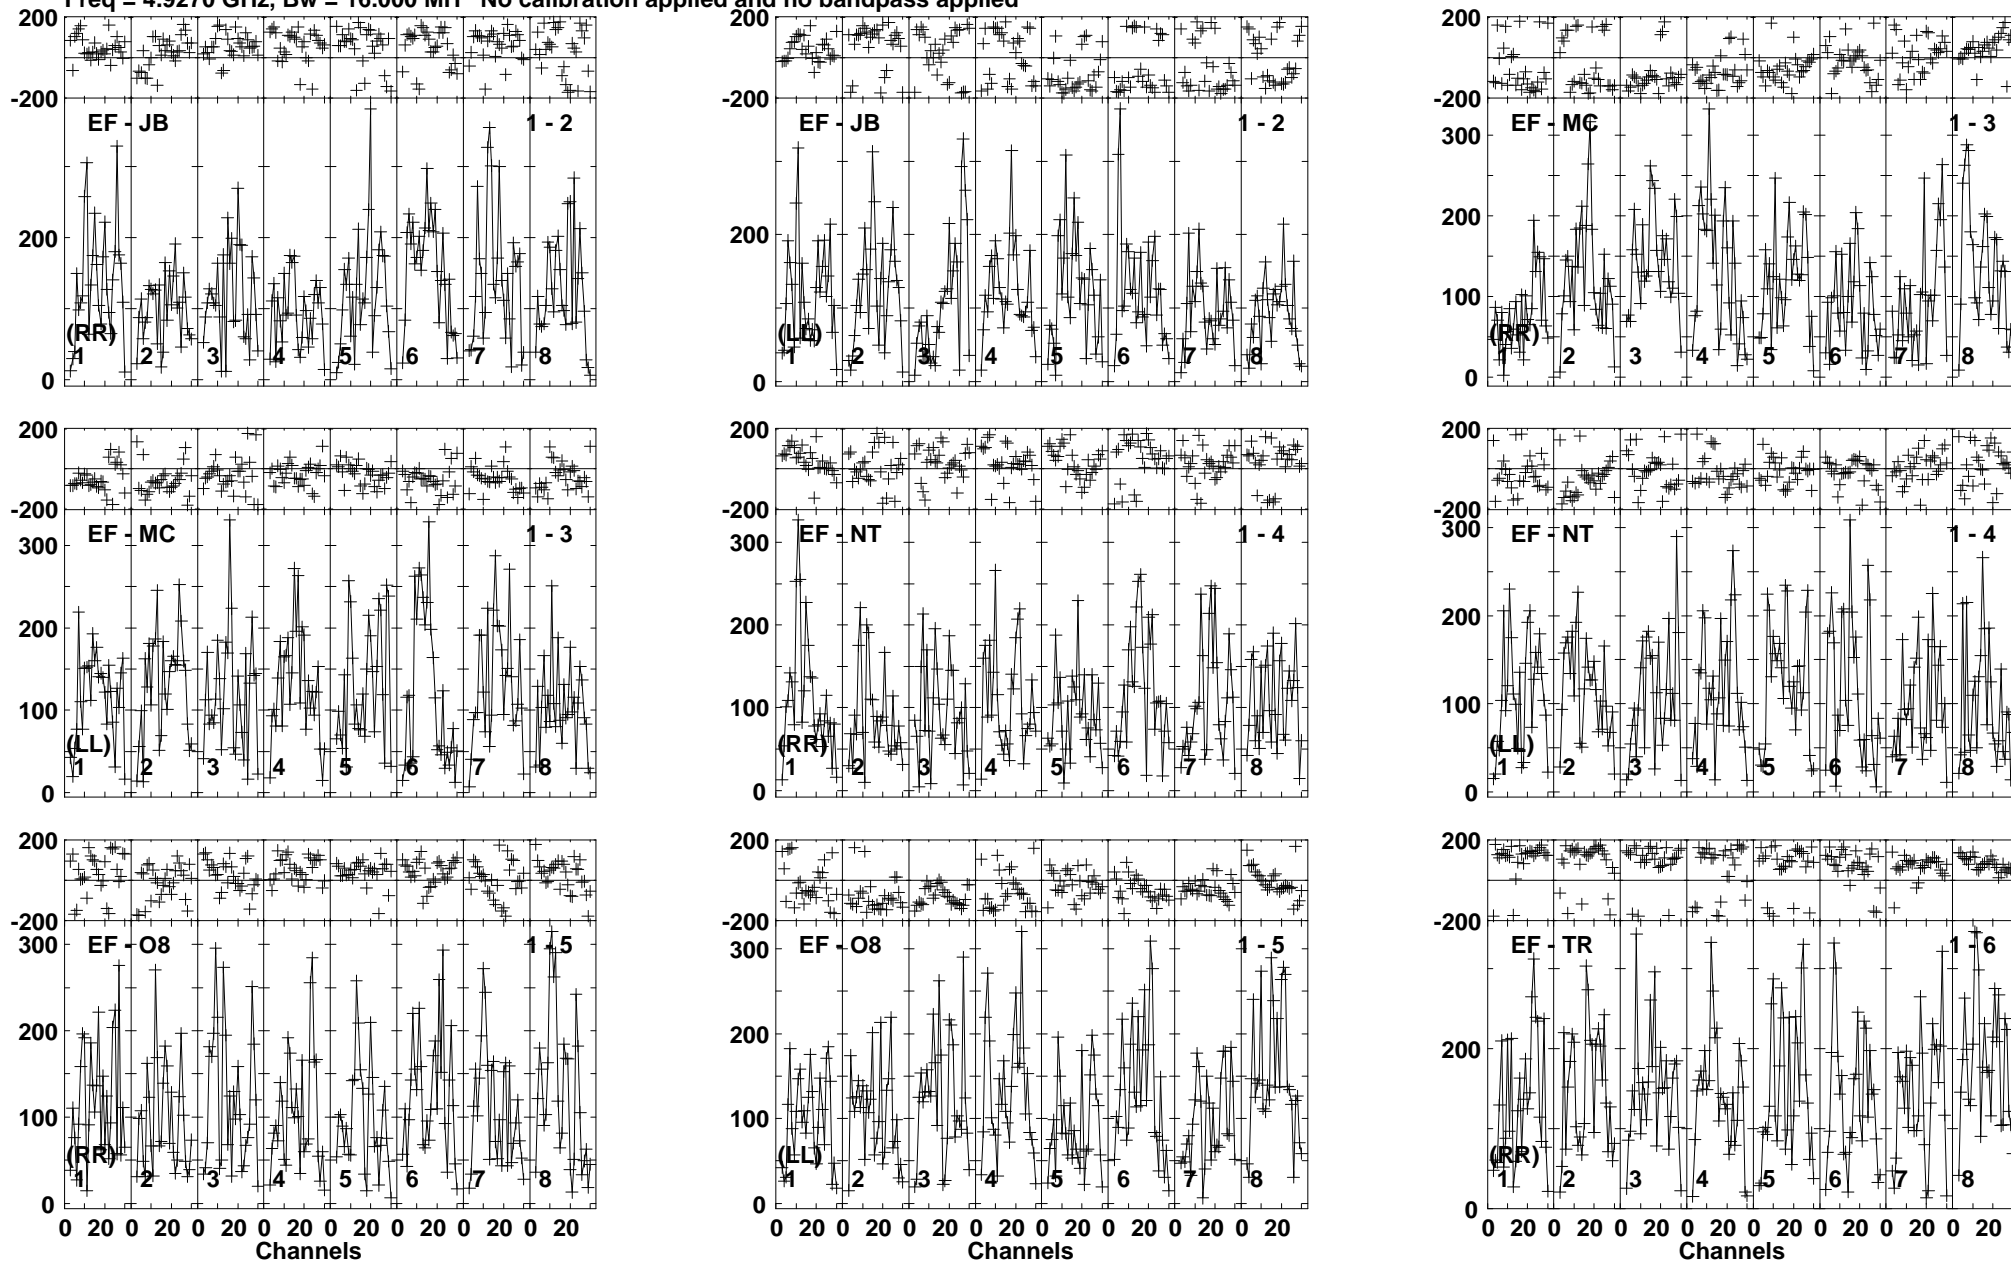 Freq = 4.9270 GHz, Bw = 16.000 MH No calibration applied and no bandpass applied
200 200 200
-200 -200 -200
EF - JB 1 - 2 EF - JB 1 - 2 EF - MC 1 - 3
300
200 200 200
100
(RR) (LL) (RR)
1 2 3 4 5 6 7 8 1 2 3 4 5 6 7 8 1 2 3 4 5 6 7 8
0 0 0
200 200 200
-200 -200 -200
EF - MC 1 - 3 EF - NT 1 - 4 EF - NT 1 - 4
300 300 300
200 200 200
100 100 100
(LL) (RR) (LL)
1 2 3 4 5 6 7 8 1 2 3 4 5 6 7 8 1 2 3 4 5 6 7 8
0 0 0
200 200 200
-200 -200 -200
EF - O8 1 - 5 EF - O8 1 - 5 EF - TR 1 - 6
300 300
200 200 200
100 100
(RR) (LL) (RR)
1 2 3 4 5 6 7 8 1 2 3 4 5 6 7 8 1 2 3 4 5 6 7 8
0 0 0
0 20 0 20 0 20 0 20 0 20 0 20 0 20 0 20 0 20 0 20 0 20 0 20 0 20 0 20 0 20 0 20 0 20 0 20 0 20 0 20 0 20 0 20 0 20 0 20
Channels Channels Channels